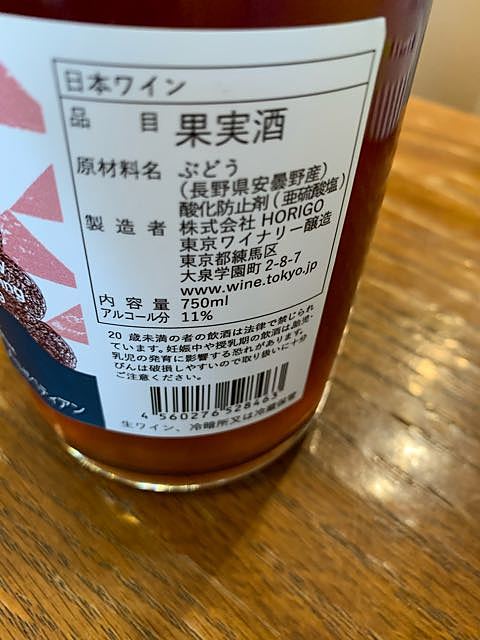 日本ワイン
品 目 果実酒
原材料名 ぶどう
(長野県安曇野産)
酸化防止剤(亜硫酸塩)
製造者 株式会社 HORIGO
東京ワイナリー醸造
東京都練馬区
大泉学園町 2-8-7
www.wine.tokyo.jp
内容量 750ml
アルコール分 11%
20 歳未満の者の飲酒は法律で禁じられ
ています。妊娠中や授乳期の飲酒は胎児・
乳児の発育に影響する恐れがあります。
びんは破損しやすいので取り扱いに十分
ご注意ください。
4 560276 528463
生ワイン、冷暗所又は冷蔵保管